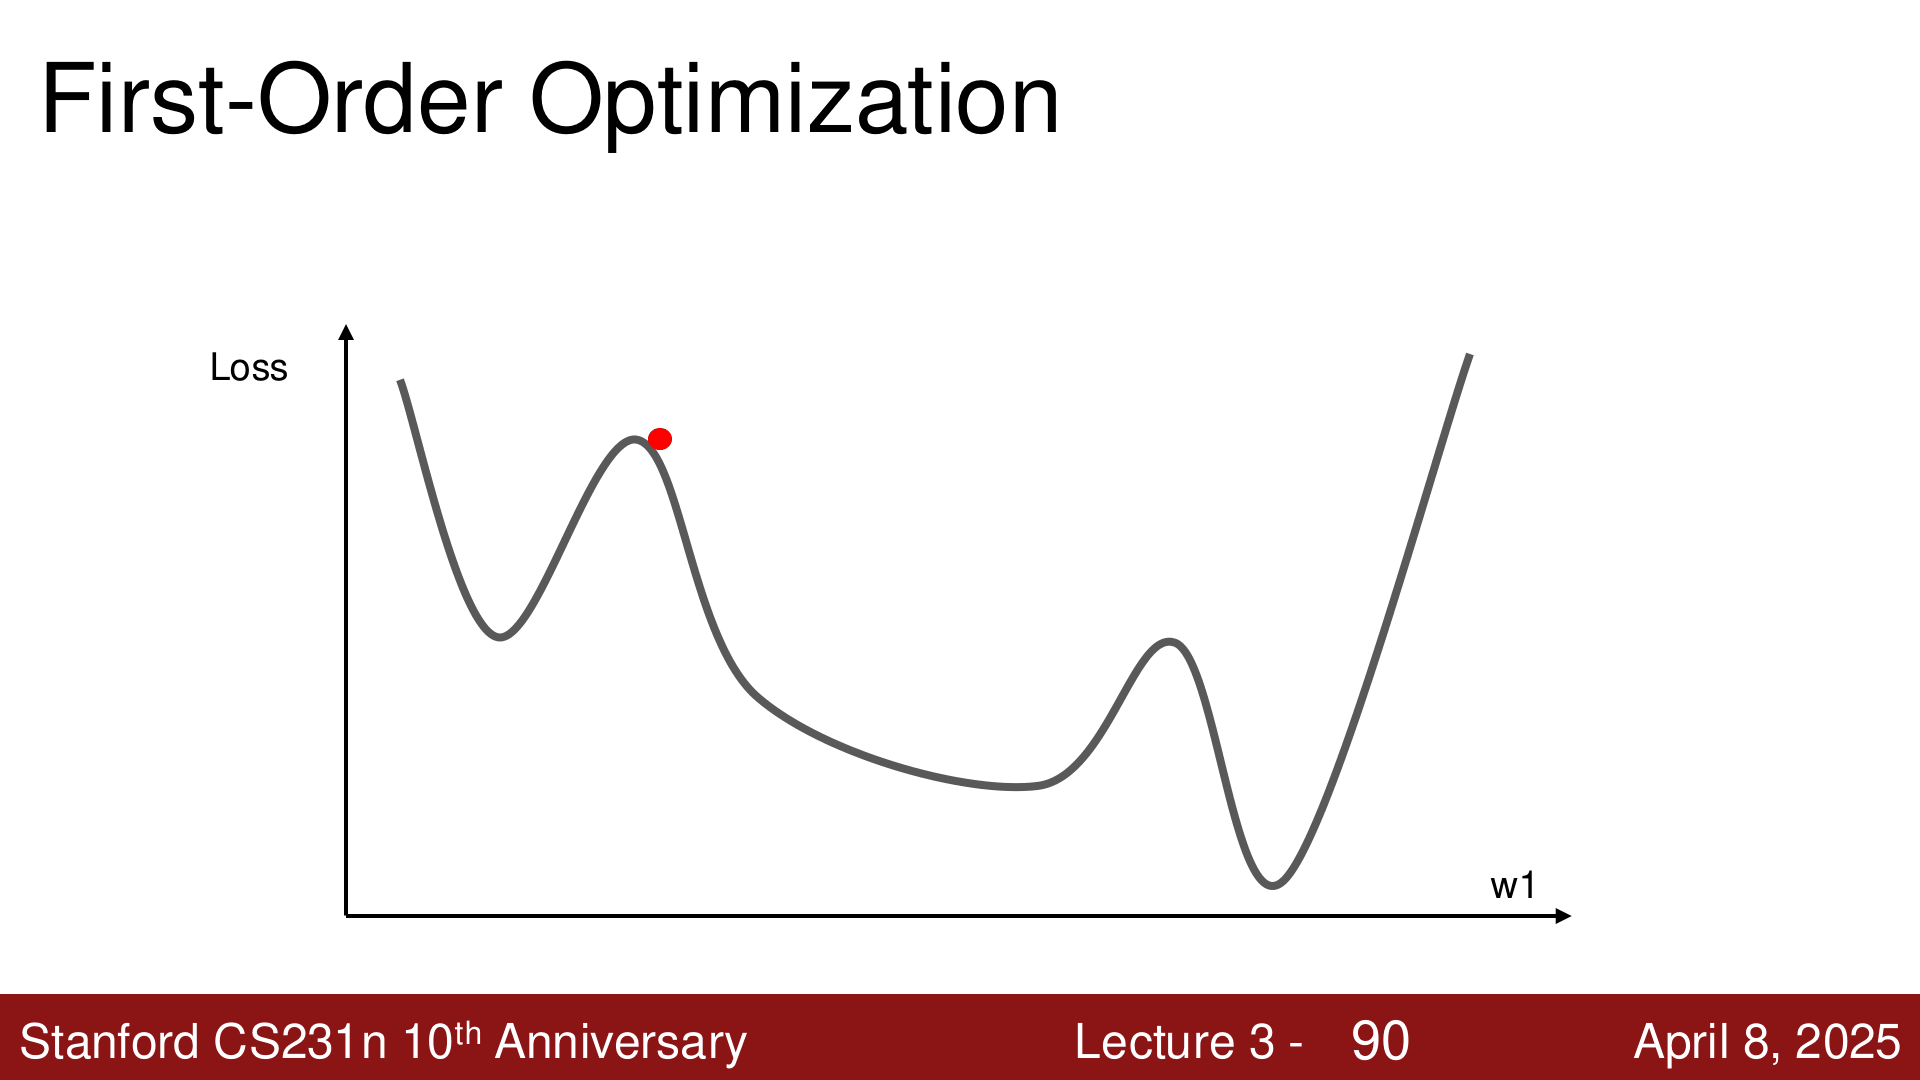 First-Order Optimization
Loss
w1
Stanford CS231n 10th Anniversary
Lecture 3 - 90
April 8, 2025